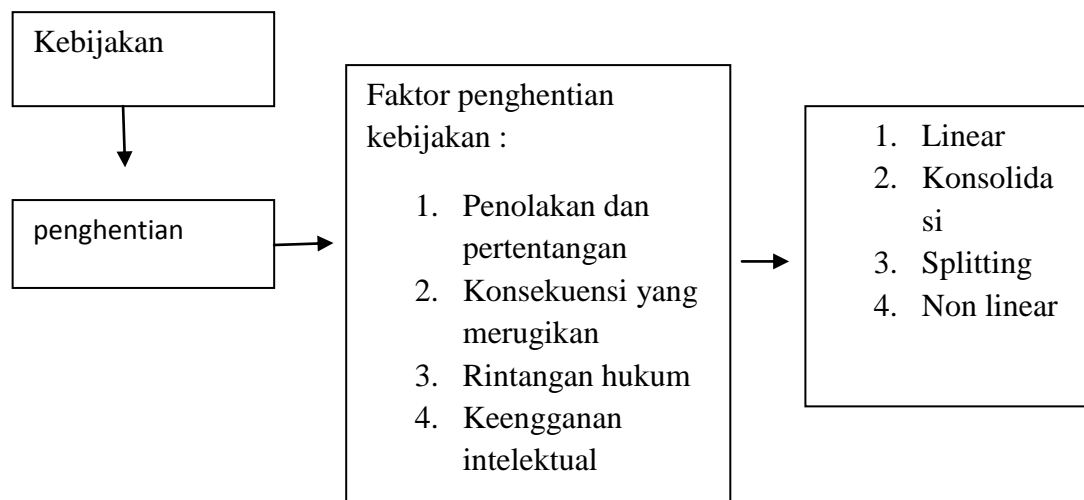 Kebijakan
penghentian
Faktor penghentian
kebijakan :
1. Penolakan dan
pertentangan
2. Konsekuensi yang
merugikan
3. Rintangan hukum
4. Keengganan
intelektual
1. Linear
2. Konsolida
si
3. Splitting
4. Non linear